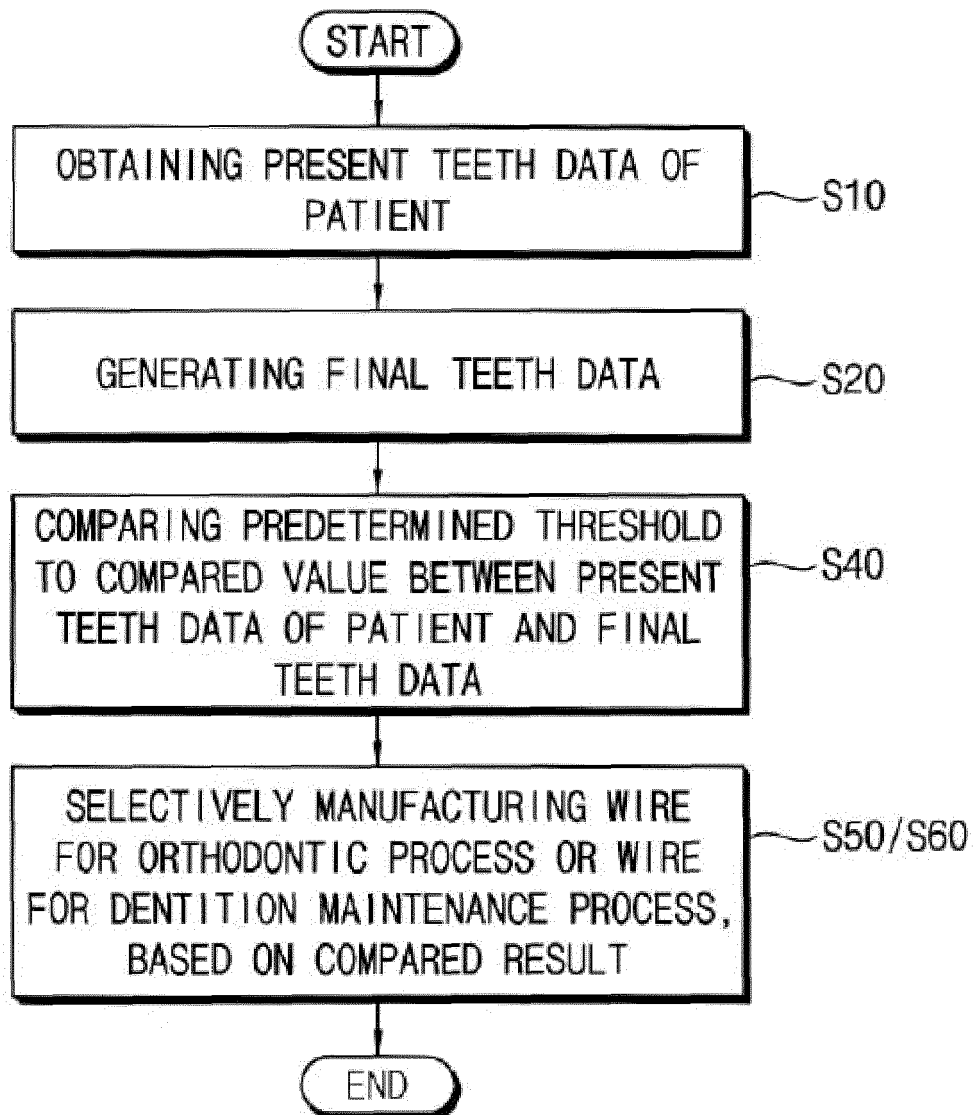 START
OBTAINING PRESENT TEETH DATA OF
PATIENT
S10
GENERATING FINAL TEETH DATA
S20
COMPARING PREDETERMINED THRESHOLD
TO COMPARED VALUE BETWEEN PRESENT
TEETH DATA OF PATIENT AND FINAL
TEETH DATA
S40
SELECTIVELY MANUFACTURING WIRE
FOR ORTHODONTIC PROCESS OR WIRE
FOR DENTITION MAINTENANCE PROCESS,
BASED ON COMPARED RESULT
S50/S60
END